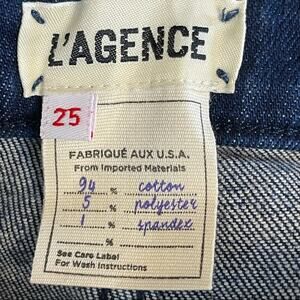 L'AGENCE
25
FABRIQUÉ AUX U.S.A.
From Imported Materials
94 % cotton
5 % polyester
1 % spandex
%
See Care Label
For Wash Instructions